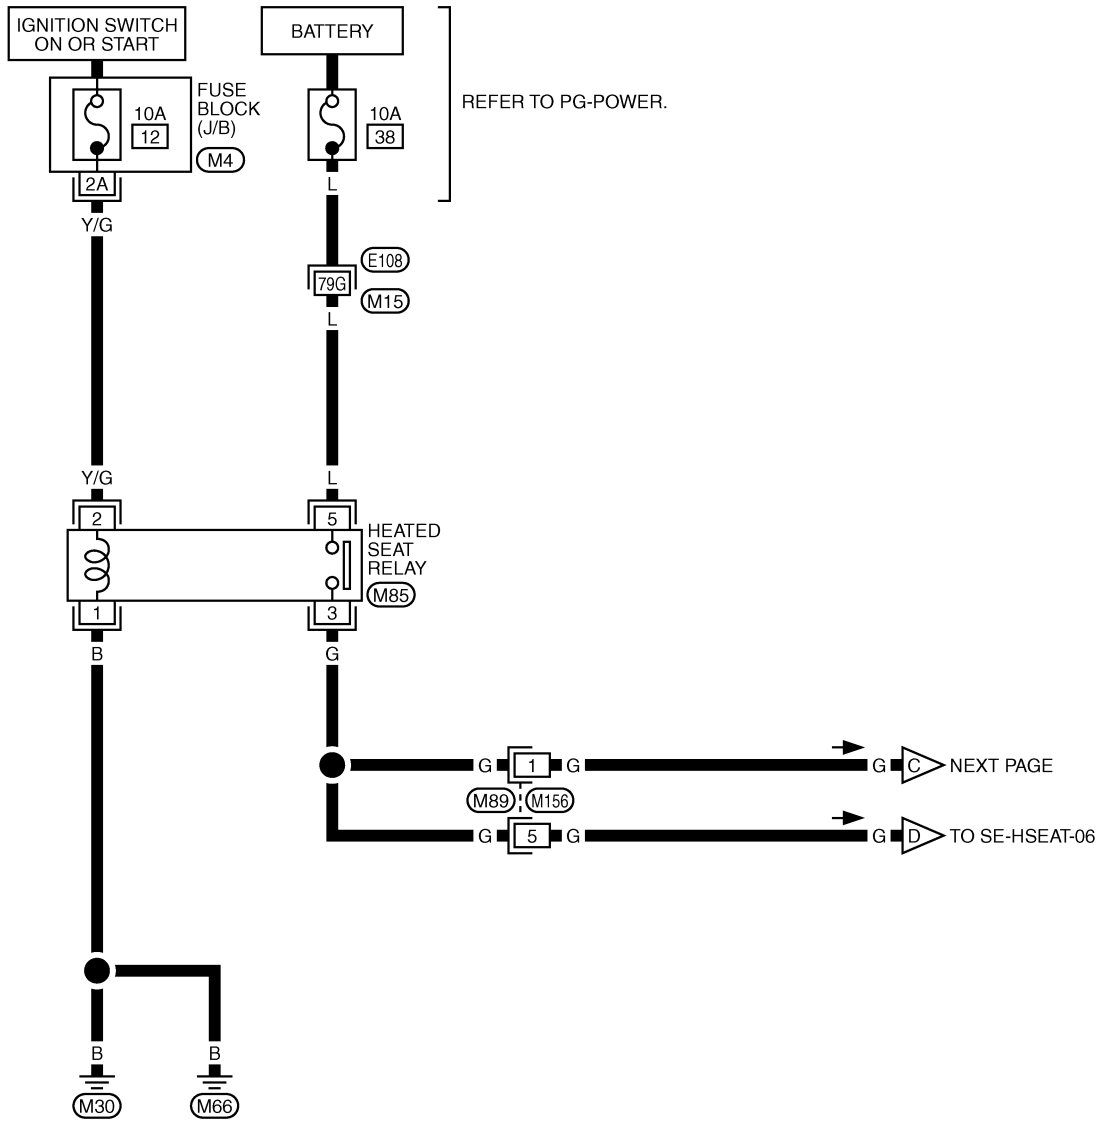 IGNITION SWITCH
ON OR START
BATTERY
REFER TO PG-POWER.
FUSE
BLOCK
(J/B)
M4
10A
12
10A
38
2A
L
Y/G
E108
79G
M15
L
Y/G
L
2
5
HEATED
SEAT
RELAY
M85
1
3
B
G
G
1
G
G
C
NEXT PAGE
M89
M156
G
5
G
G
D
TO SE-HSEAT-06
B
B
M30
M66